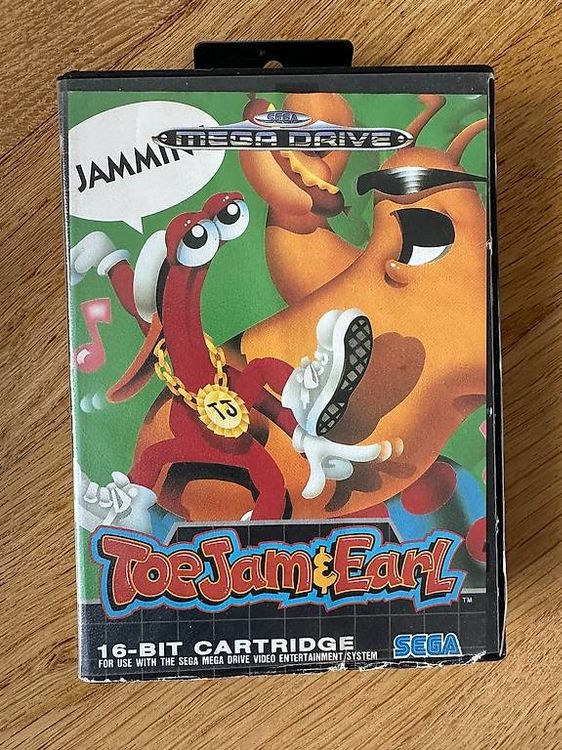 SEGA
MEGA DRIVE
JAMMIN'
TJ
ToeJam & Earl
TM
16-BIT CARTRIDGE
FOR USE WITH THE SEGA MEGA DRIVE VIDEO ENTERTAINMENT SYSTEM
SEGA